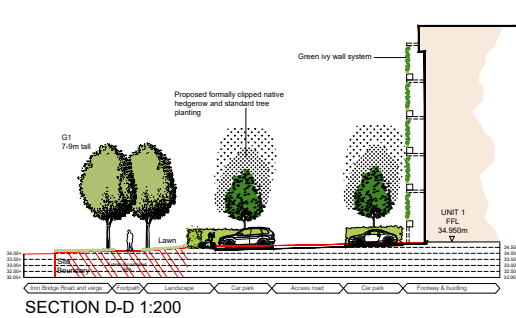 Green ivy wall system
Proposed formally clipped native
hedgerow and standard tree
planting
G1
7-9m tall
Lawn
UNIT 1
FFL
34.950m
34.00
33.50
33.00
32.50
32.00
Site
Boundary
34.50
34.00
33.50
33.00
32.50
Iron Bridge Road and verge
Footpath
Landscape
Car park
Access road
Car park
Footway & buidling
SECTION D-D 1:200